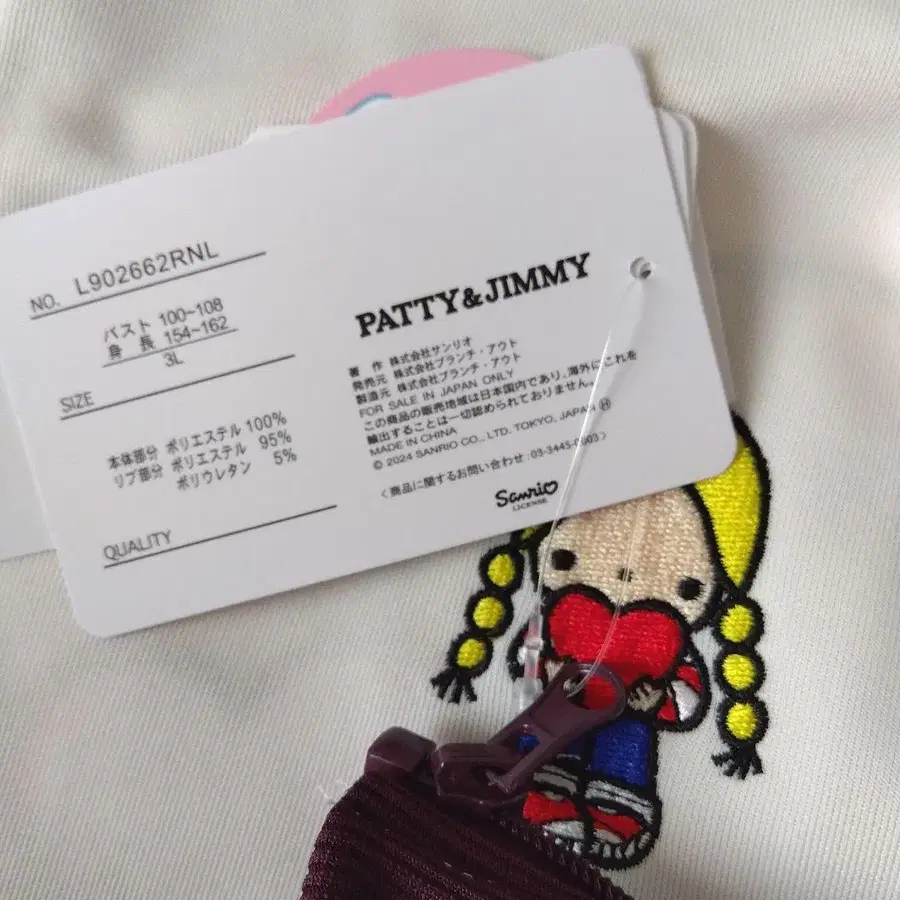 NO. L902662RNL
バスト 100~108
身 長 154~162
3L
SIZE
本体部分 ポリエステル 100%
リブ部分 ポリエステル 95%
ポリウレタン 5%
QUALITY
PATTY&JIMMY
著 作 株式会社サンリオ
発売元 株式会社ブランチ・アウト
製造元 株式会社ブランチ・アウト
FOR SALE IN JAPAN ONLY
この商品の販売地域は日本国内であり、海外にこれを
輸出することは一切認められておりません。
MADE IN CHINA
© 2024 SANRIO CO., LTD. TOKYO, JAPAN Ⓗ
〈商品に関するお問い合わせ:03-3445- 〉
Sanrio
LICENSE